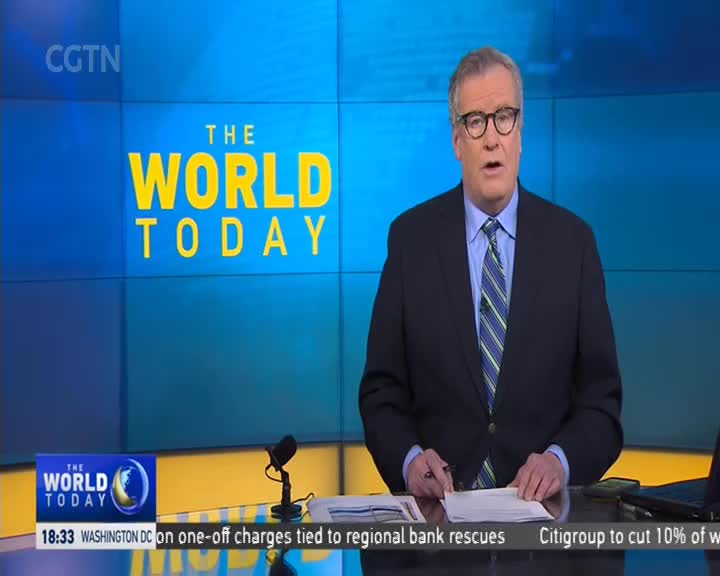 CGTN
THE
WORLD
TODAY
THE
WORLD
TODAY
18:33 WASHINGTON DC
on one-off charges tied to regional bank rescues Citigroup to cut 10% of w